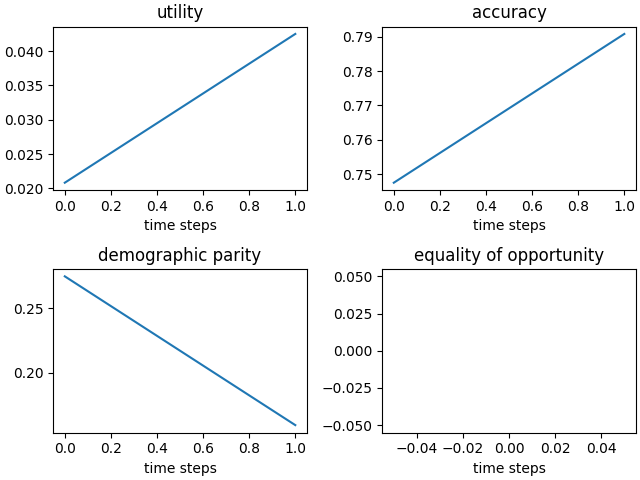 utility
0.040
0.035
0.030
0.025
0.020
0.0 0.2 0.4 0.6 0.8 1.0
time steps
accuracy
0.79
0.78
0.77
0.76
0.75
0.0 0.2 0.4 0.6 0.8 1.0
time steps
demographic parity
0.25
0.20
0.0 0.2 0.4 0.6 0.8 1.0
time steps
equality of opportunity
0.050
0.025
0.000
−0.025
−0.050
−0.04 −0.02 0.00 0.02 0.04
time steps